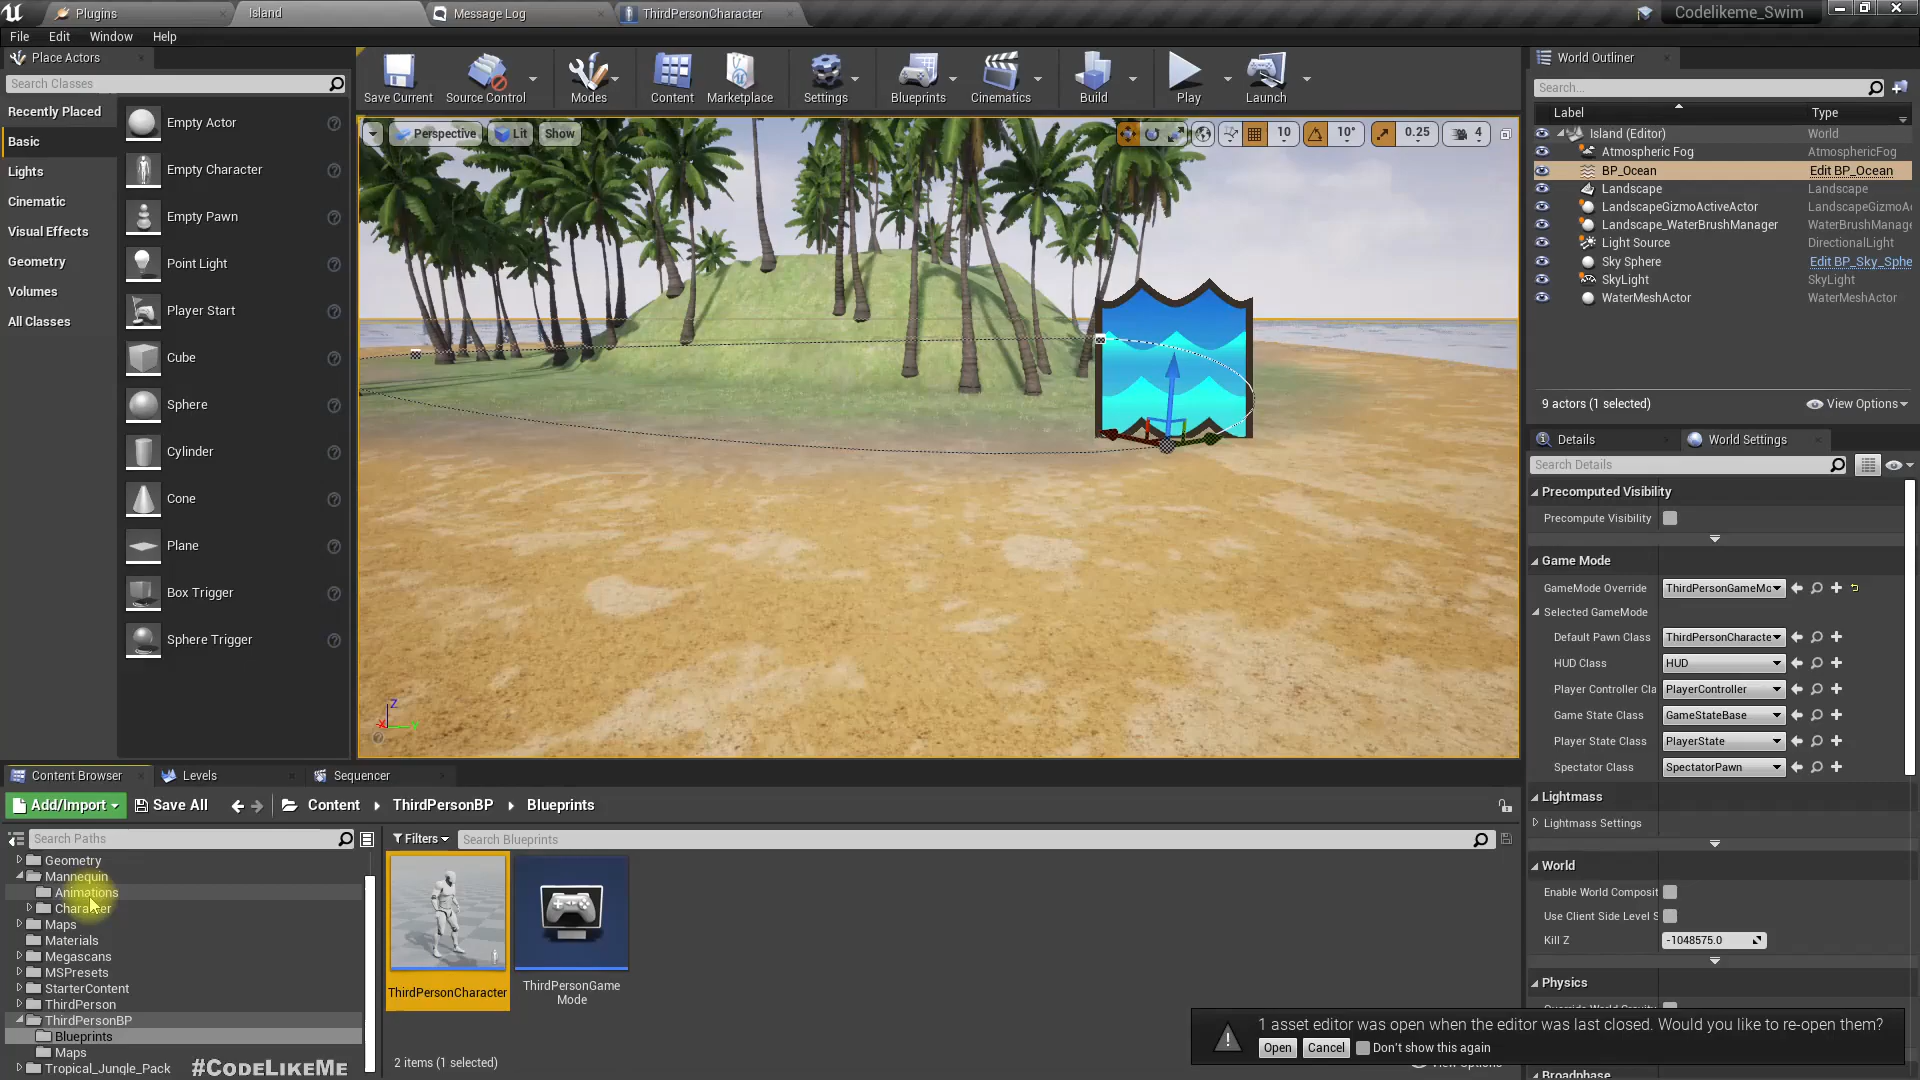 Plugins
Island
Message Log
ThirdPersonCharacter
Codelikeme_Swim
File Edit Window Help
Place Actors
Search Classes
Recently Placed
Basic
Lights
Cinematic
Visual Effects
Geometry
Volumes
All Classes
Empty Actor
Empty Character
Empty Pawn
Point Light
Player Start
Cube
Sphere
Cylinder
Cone
Plane
Box Trigger
Sphere Trigger
Save Current
Source Control
Modes
Content
Marketplace
Settings
Blueprints
Cinematics
Build
Play
Launch
Perspective
Lit
Show
10
10°
0.25
4
Z
X
Y
World Outliner
Search...
Label Type
Island (Editor) World
Atmospheric Fog AtmosphericFog
BP_Ocean Edit BP_Ocean
Landscape Landscape
LandscapeGizmoActiveActor LandscapeGizmoAc
Landscape_WaterBrushManager WaterBrushManage
Light Source DirectionalLight
Sky Sphere Edit BP_Sky_Sphe
SkyLight SkyLight
WaterMeshActor WaterMeshActor
9 actors (1 selected)
View Options
Details
World Settings
Search Details
Precomputed Visibility
Precompute Visibility
Game Mode
GameMode Override ThirdPersonGameMo
Selected GameMode
Default Pawn Class ThirdPersonCharacte
HUD Class HUD
Player Controller Cla PlayerController
Game State Class GameStateBase
Player State Class PlayerState
Spectator Class SpectatorPawn
Lightmass
Lightmass Settings
World
Enable World Composit
Use Client Side Level S
Kill Z -1048575.0
Physics
Broadphase
Content Browser
Levels
Sequencer
Add/Import
Save All
Content
ThirdPersonBP
Blueprints
Search Paths
Filters
Search Blueprints
Geometry
Mannequin
Animations
Character
Maps
Materials
Megascans
MSPresets
StarterContent
ThirdPerson
ThirdPersonBP
Blueprints
Maps
Tropical_Jungle_Pack
#CodeLikeMe
ThirdPersonCharacter
ThirdPersonGame
Mode
2 items (1 selected)
1 asset editor was open when the editor was last closed. Would you like to re-open them?
Open
Cancel
Don't show this again